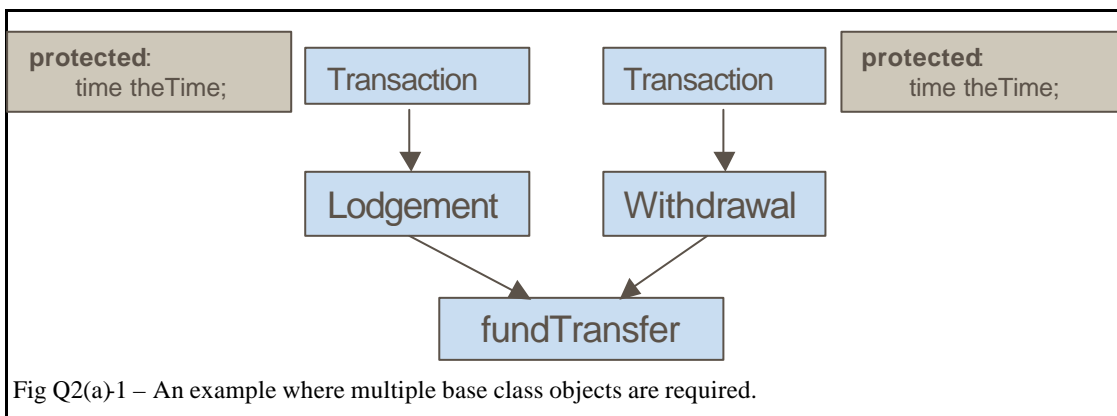 protected:
time theTime;
Transaction
Transaction
protected:
time theTime;
Lodgement
Withdrawal
fundTransfer
Fig Q2(a)-1 – An example where multiple base class objects are required.